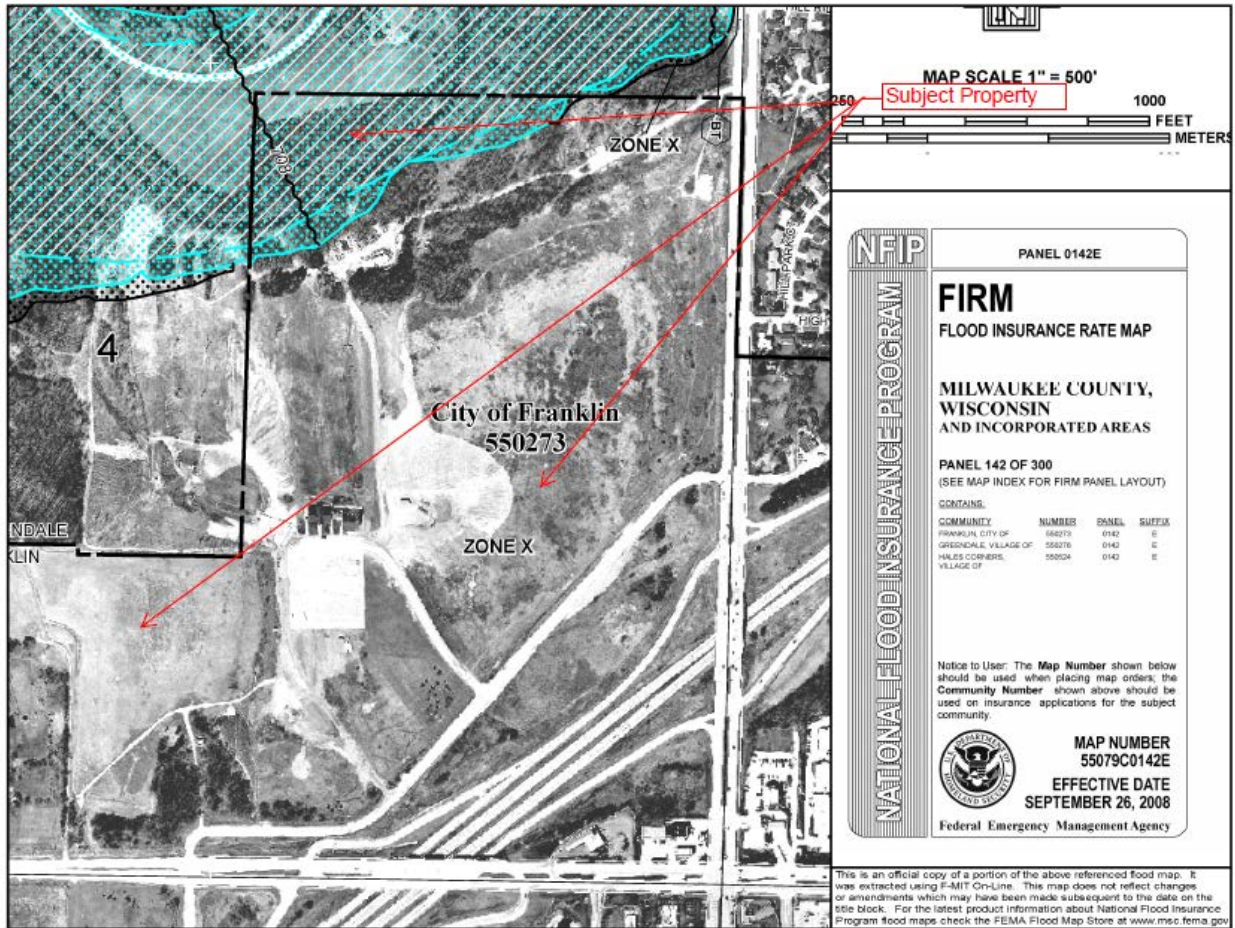 MAP SCALE 1" = 500'
250
1000
FEET
METERS
Subject Property
BT
ZONE X
708
HILL PARK CT
HIGH
4
City of Franklin
550273
NDALE
KLIN
ZONE X
NFIP
NATIONAL FLOOD INSURANCE PROGRAM
PANEL 0142E
FIRM
FLOOD INSURANCE RATE MAP
MILWAUKEE COUNTY,
WISCONSIN
AND INCORPORATED AREAS
PANEL 142 OF 300
(SEE MAP INDEX FOR FIRM PANEL LAYOUT)
CONTAINS:
COMMUNITY NUMBER PANEL SUFFIX
FRANKLIN, CITY OF 550273 0142 E
GREENDALE, VILLAGE OF 550276 0142 E
HALES CORNERS, 550524 0142 E
VILLAGE OF
Notice to User: The Map Number shown below
should be used when placing map orders; the
Community Number shown above should be
used on insurance applications for the subject
community.
U.S. DEPARTMENT OF
HOMELAND SECURITY
MAP NUMBER
55079C0142E
EFFECTIVE DATE
SEPTEMBER 26, 2008
Federal Emergency Management Agency
This is an official copy of a portion of the above referenced flood map. It
was extracted using F-MIT On-Line. This map does not reflect changes
or amendments which may have been made subsequent to the date on the
title block. For the latest product information about National Flood Insurance
Program flood maps check the FEMA Flood Map Store at www.msc.fema.gov